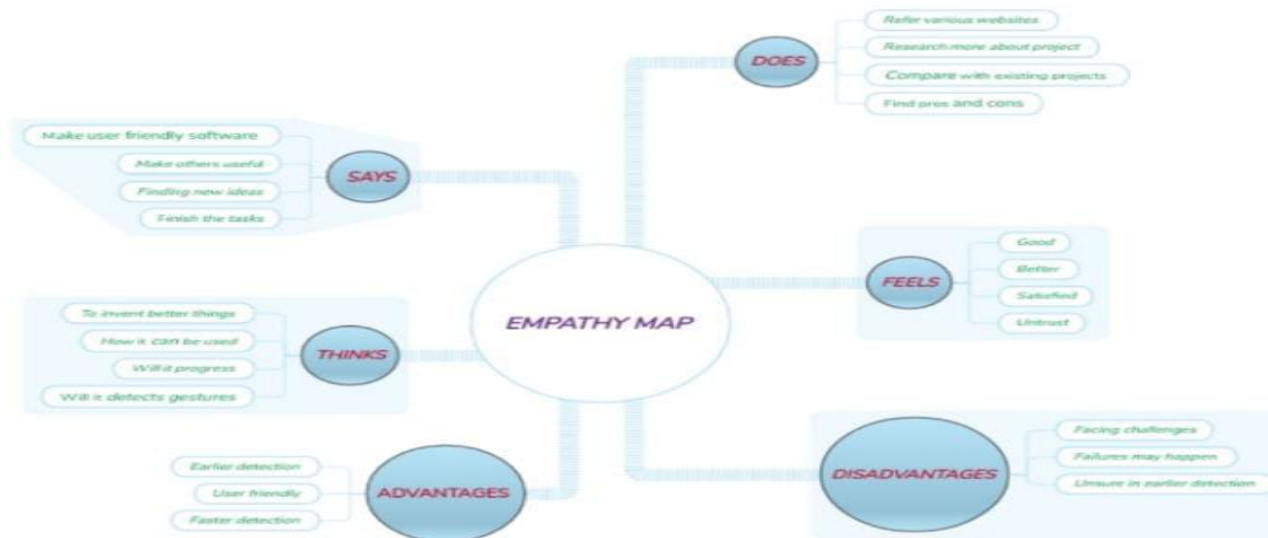 EMPATHY MAP
SAYS
Make user friendly software
Make others useful
Finding new ideas
Finish the tasks
THINKS
To invent better things
How it can be used
Will it progress
Will it detects gestures
ADVANTAGES
Earlier detection
User friendly
Faster detection
DOES
Refer various websites
Research more about project
Compare with existing projects
Find pros and cons
FEELS
Good
Better
Satisfied
Untrust
DISADVANTAGES
Facing challenges
Failures may happen
Unsure in earlier detection